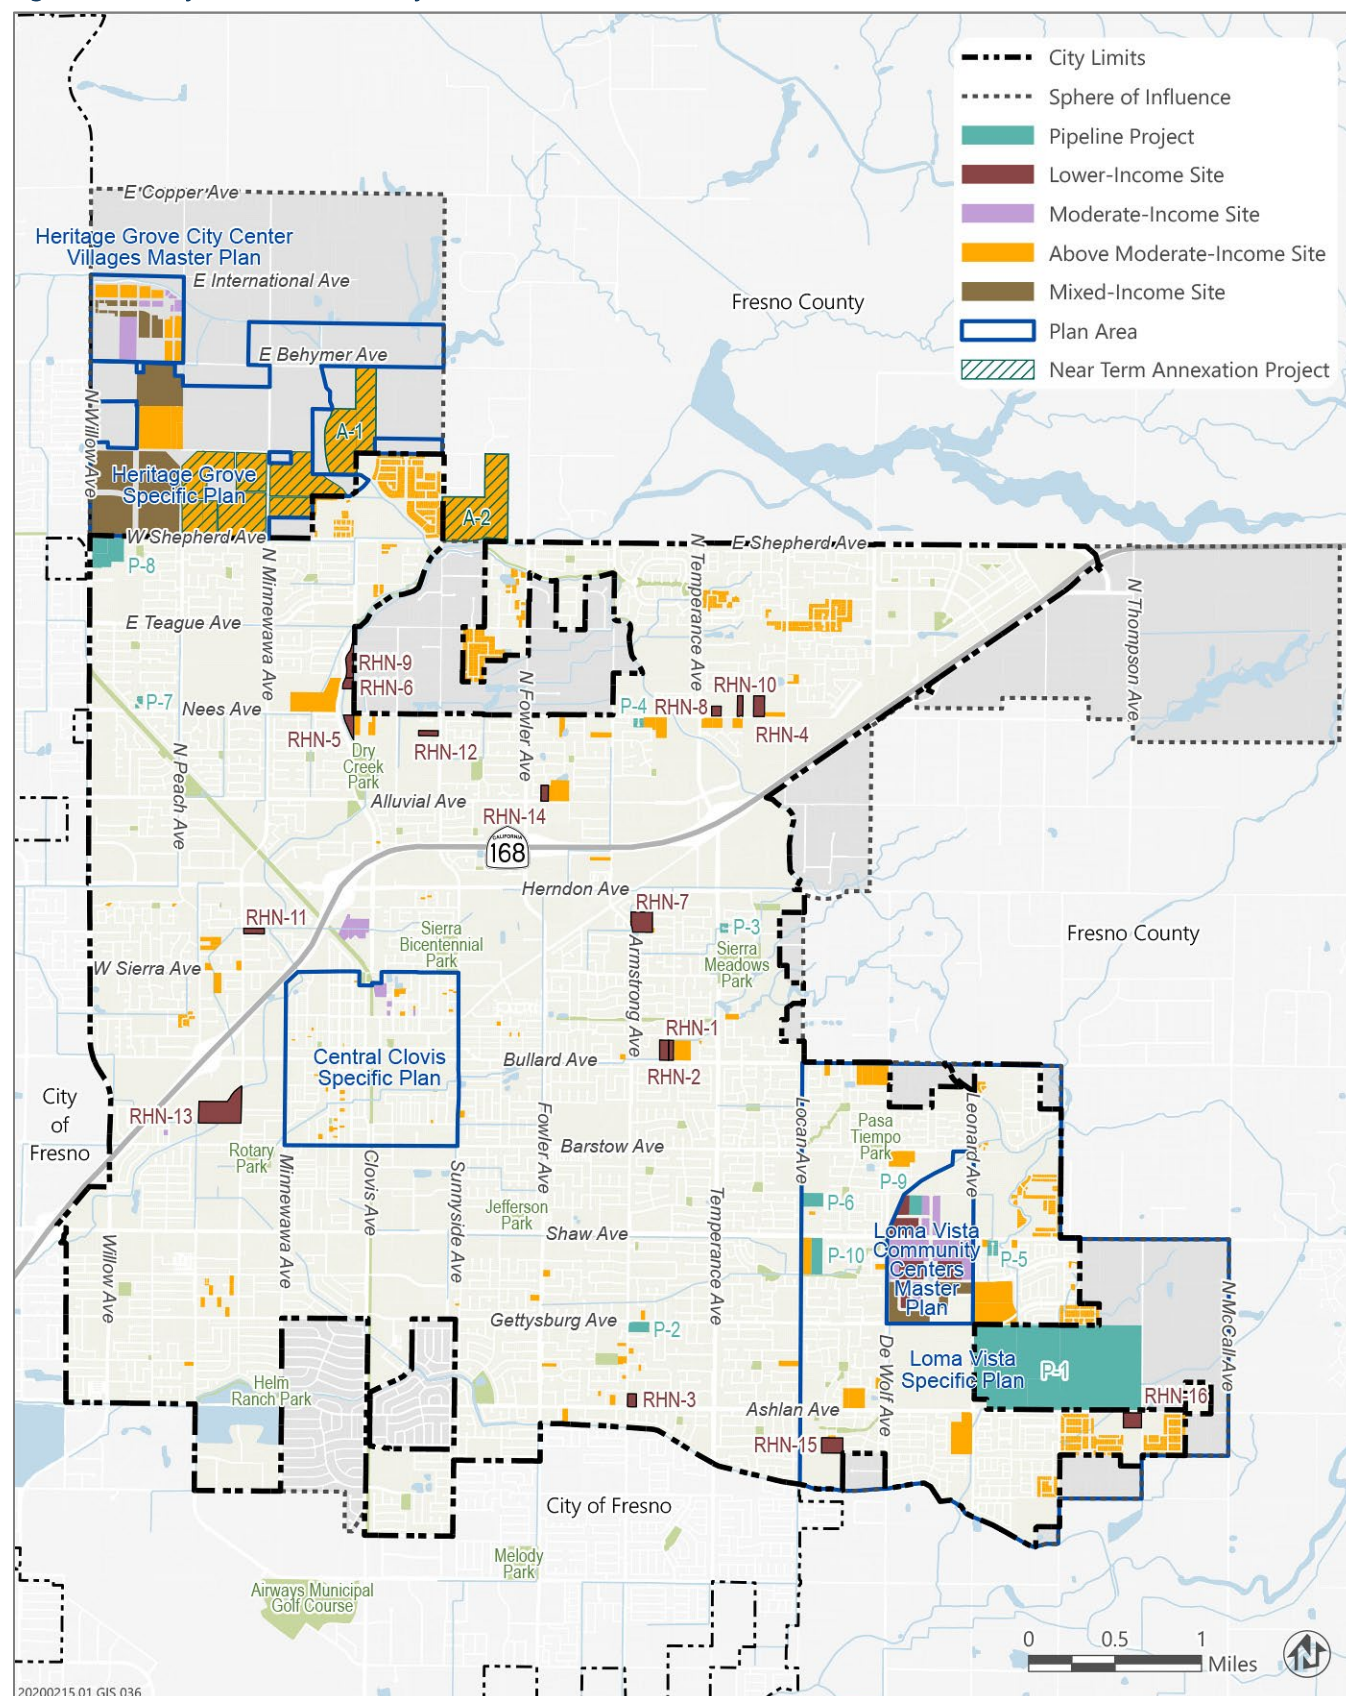 City Limits
Sphere of Influence
Pipeline Project
Lower-Income Site
Moderate-Income Site
Above Moderate-Income Site
Mixed-Income Site
Plan Area
Near Term Annexation Project
E Copper Ave
Heritage Grove City Center
Villages Master Plan
E International Ave
Fresno County
E Behymer Ave
N Willow Ave
A-1
Heritage Grove
Specific Plan
A-2
W Shepherd Ave
E Shepherd Ave
P-8
N Minnewawa Ave
N Temperance Ave
N Thompson Ave
E Teague Ave
RHN-9
RHN-6
RHN-10
P-7
Nees Ave
N Fowler Ave
P-4
RHN-8
RHN-5
RHN-12
RHN-4
N Peach Ave
Dry
Creek
Park
Alluvial Ave
RHN-14
CALIFORNIA
168
Herndon Ave
RHN-7
RHN-11
Sierra
Bicentennial
Park
Armstrong Ave
P-3
Sierra
Meadows
Park
Fresno County
W Sierra Ave
RHN-1
Central Clovis
Specific Plan
Bullard Ave
RHN-2
City
of
Fresno
RHN-13
Rotary
Park
Minnewawa Ave
Clovis Ave
Sunnyside Ave
Fowler Ave
Barstow Ave
Locan Ave
Leonard Ave
Pasa
Tiempo
Park
P-9
P-6
Jefferson
Park
Temperance Ave
Shaw Ave
Willow Ave
P-10
Loma Vista
Community
Centers
Master
Plan
P-5
Gettysburg Ave
P-2
De Wolf Ave
Loma Vista
Specific Plan
P-1
N McCall Ave
Helm
Ranch Park
RHN-3
Ashlan Ave
RHN-16
RHN-15
City of Fresno
Melody
Park
Airways Municipal
Golf Course
0 0.5 1
Miles
N
20200215.01 GIS 036